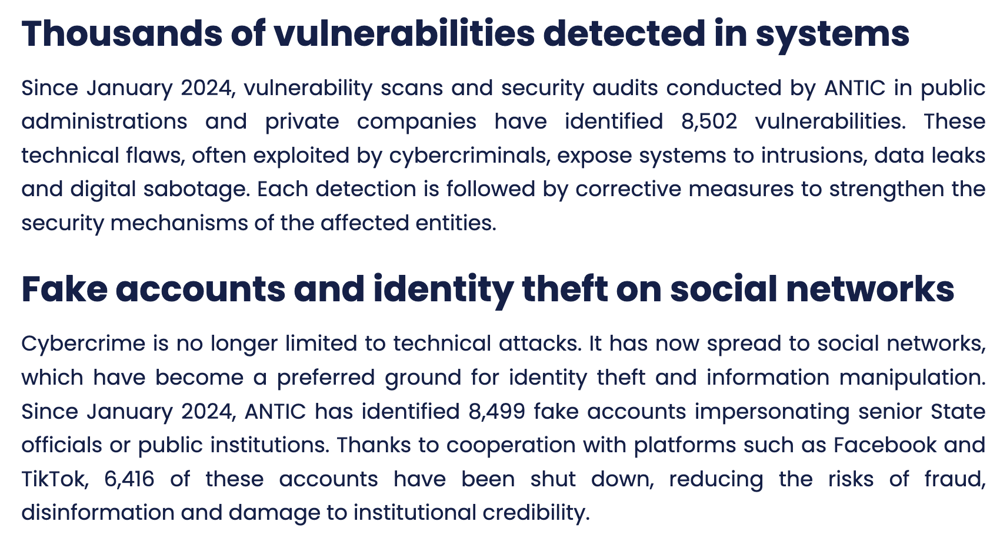 Thousands of vulnerabilities detected in systems
Since January 2024, vulnerability scans and security audits conducted by ANTIC in public
administrations and private companies have identified 8,502 vulnerabilities. These
technical flaws, often exploited by cybercriminals, expose systems to intrusions, data leaks
and digital sabotage. Each detection is followed by corrective measures to strengthen the
security mechanisms of the affected entities.
Fake accounts and identity theft on social networks
Cybercrime is no longer limited to technical attacks. It has now spread to social networks,
which have become a preferred ground for identity theft and information manipulation.
Since January 2024, ANTIC has identified 8,499 fake accounts impersonating senior State
officials or public institutions. Thanks to cooperation with platforms such as Facebook and
TikTok, 6,416 of these accounts have been shut down, reducing the risks of fraud,
disinformation and damage to institutional credibility.